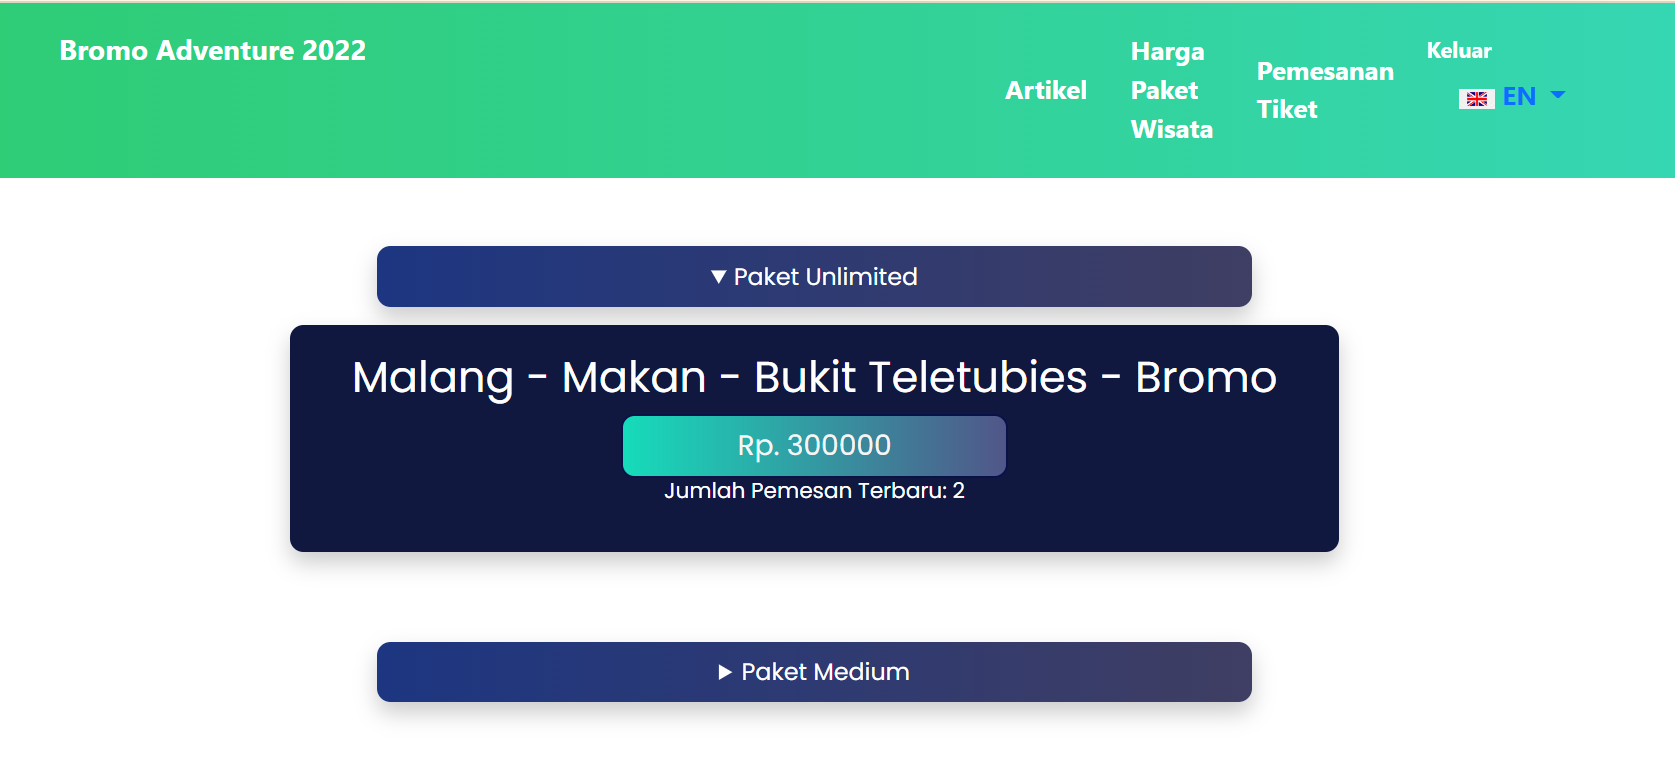 Bromo Adventure 2022
Artikel
Harga
Paket
Wisata
Pemesanan
Tiket
Keluar
EN
Paket Unlimited
Malang - Makan - Bukit Teletubies - Bromo
Rp. 300000
Jumlah Pemesan Terbaru: 2
Paket Medium